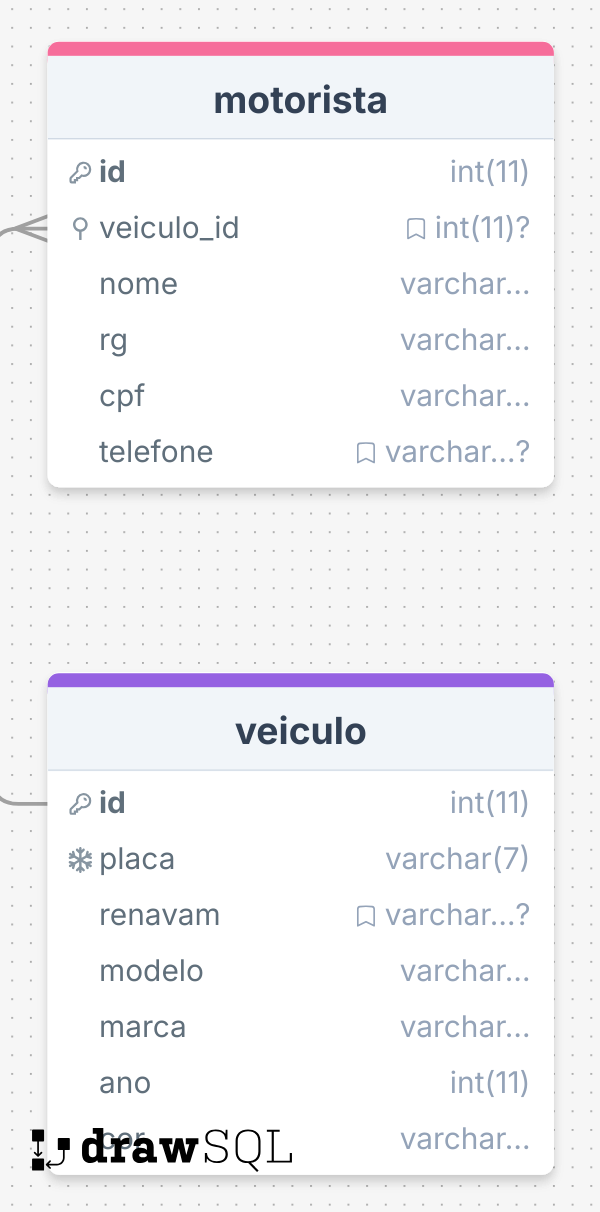 motorista
id int(11)
veiculo_id int(11)?
nome varchar...
rg varchar...
cpf varchar...
telefone varchar...?
veiculo
id int(11)
placa varchar(7)
renavam varchar...?
modelo varchar...
marca varchar...
ano int(11)
cor varchar...
drawSQL